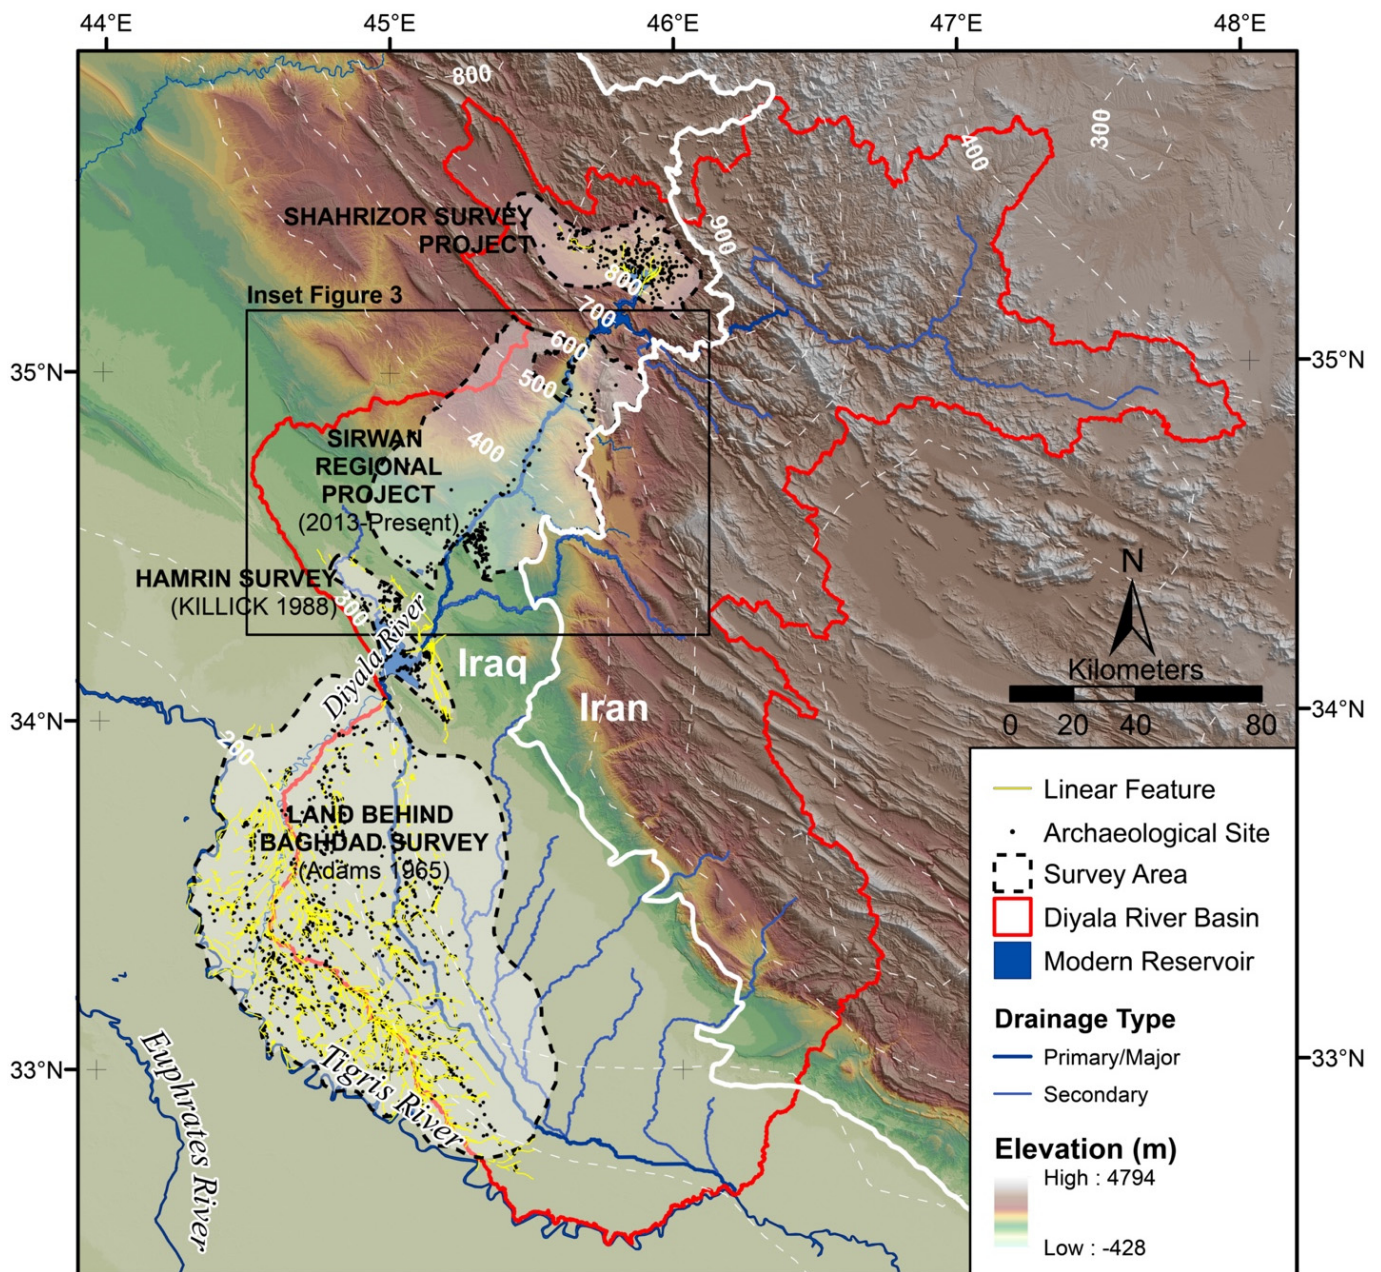 44°E 45°E 46°E 47°E 48°E
800
300
400
SHAHRIZOR SURVEY
PROJECT
900
800
Inset Figure 3
700
600
35°N 35°N
500
SIRWAN
REGIONAL
PROJECT
(2013-Present)
400
HAMRIN SURVEY
(KILLICK 1988)
300
Diyala River
Iraq
Iran
N
Kilometers
0 20 40 80
34°N 34°N
200
LAND BEHIND
BAGHDAD SURVEY
(Adams 1965)
33°N 33°N
Tigris River
Euphrates River
Linear Feature
Archaeological Site
Survey Area
Diyala River Basin
Modern Reservoir
Drainage Type
Primary/Major
Secondary
Elevation (m)
High : 4794
Low : -428